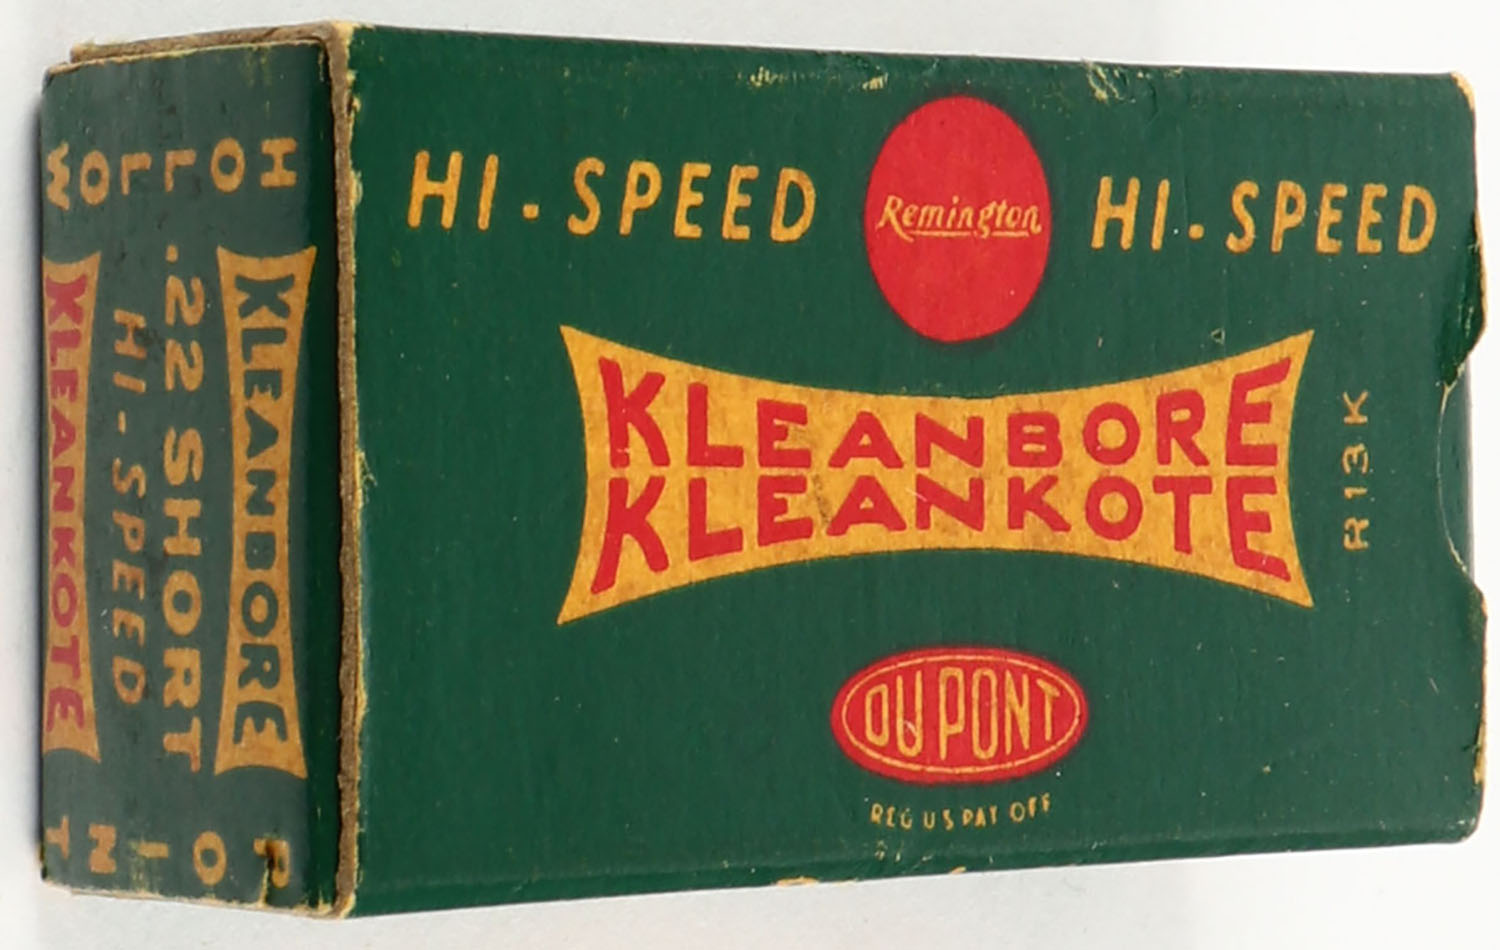 HI-SPEED
Remington
HI-SPEED
KLEANBORE
KLEANKOTE
R13K
DU PONT
REG US PAT OFF
HOLLOW
KLEANBORE
.22 SHORT
HI-SPEED
KLEANKOTE
POINT